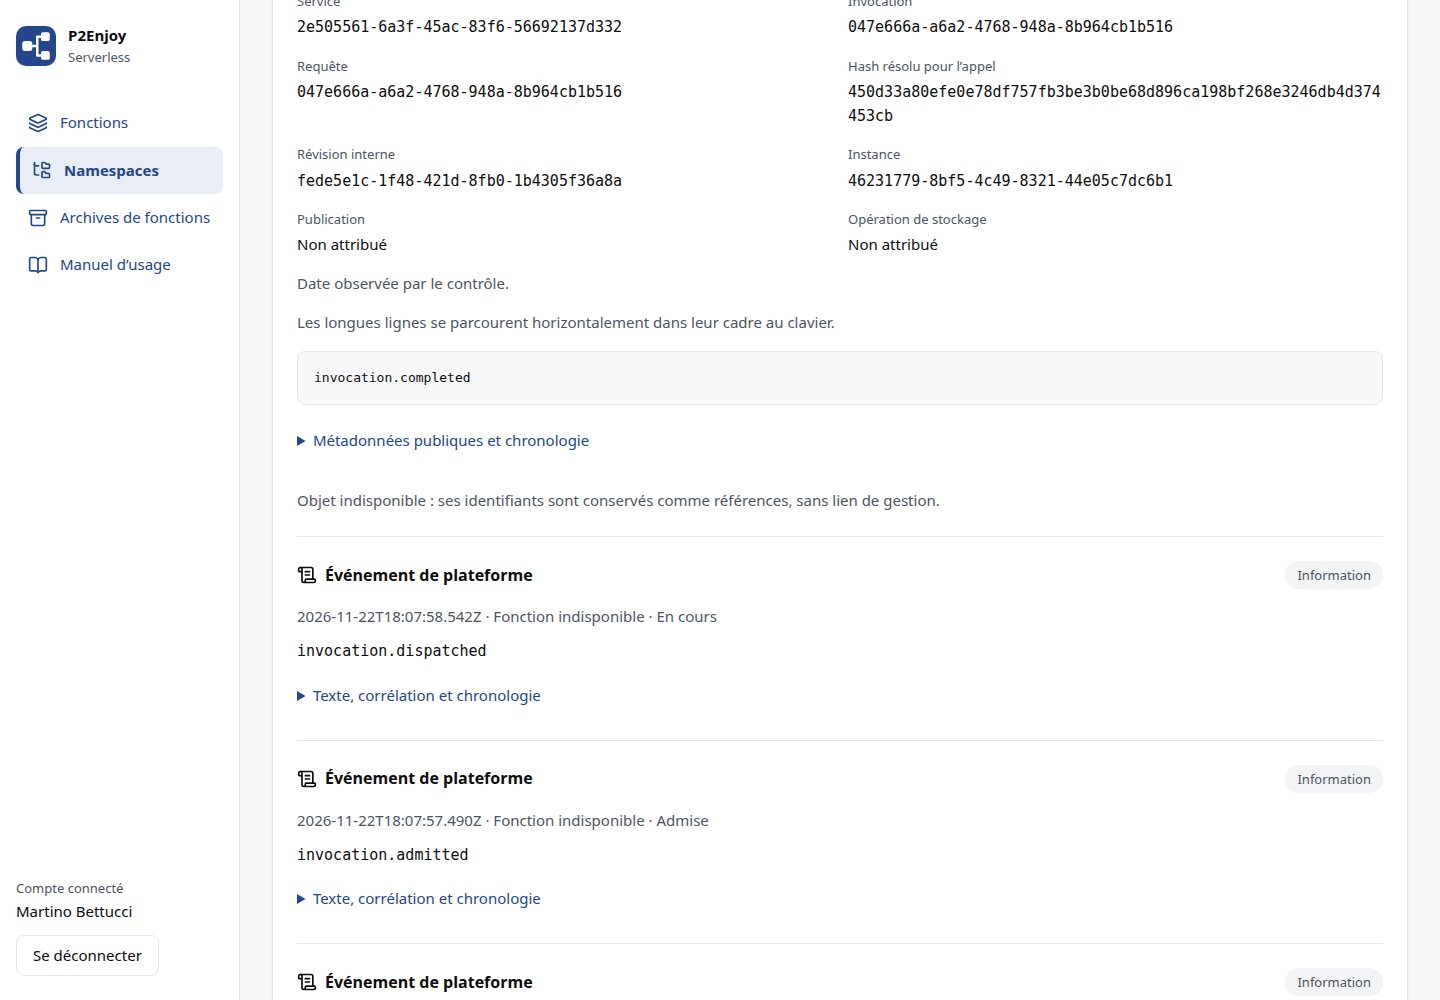 P2Enjoy
Serverless
Fonctions
Namespaces
Archives de fonctions
Manuel d’usage
Compte connecté
Martino Bettucci
Se déconnecter
Service
2e505561-6a3f-45ac-83f6-56692137d332
Invocation
047e666a-a6a2-4768-948a-8b964cb1b516
Requête
047e666a-a6a2-4768-948a-8b964cb1b516
Hash résolu pour l’appel
450d33a80efe0e78df757fb3be3b0be68d896ca198bf268e3246db4d374
453cb
Révision interne
fede5e1c-1f48-421d-8fb0-1b4305f36a8a
Instance
46231779-8bf5-4c49-8321-44e05c7dc6b1
Publication
Non attribué
Opération de stockage
Non attribué
Date observée par le contrôle.
Les longues lignes se parcourent horizontalement dans leur cadre au clavier.
invocation.completed
Métadonnées publiques et chronologie
Objet indisponible : ses identifiants sont conservés comme références, sans lien de gestion.
Événement de plateforme
Information
2026-11-22T18:07:58.542Z · Fonction indisponible · En cours
invocation.dispatched
Texte, corrélation et chronologie
Événement de plateforme
Information
2026-11-22T18:07:57.490Z · Fonction indisponible · Admise
invocation.admitted
Texte, corrélation et chronologie
Événement de plateforme
Information